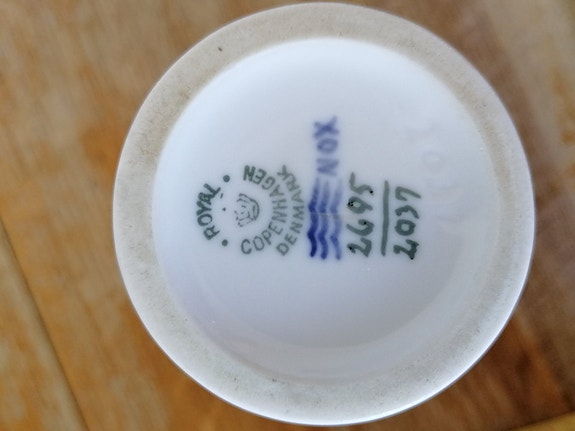 ROYAL
COPENHAGEN
DENMARK
NOX
2695
2037